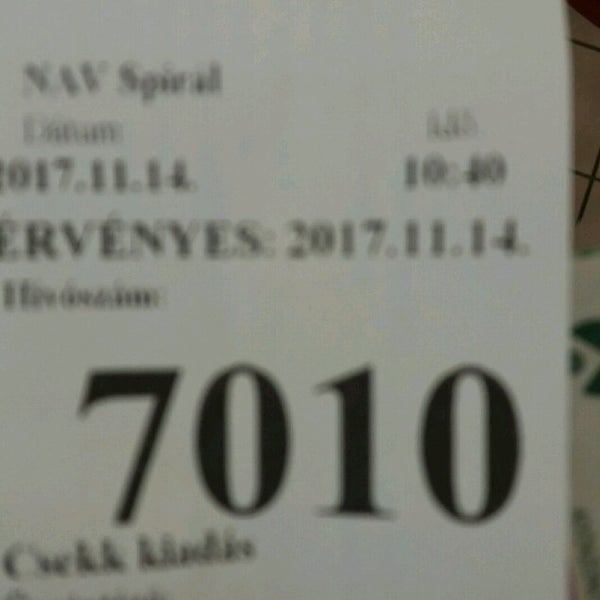 NAV Spirál
Dátum Idő
2017.11.14. 10:40
ÉRVÉNYES: 2017.11.14.
Hívószám:
7010
Csekk kiadás